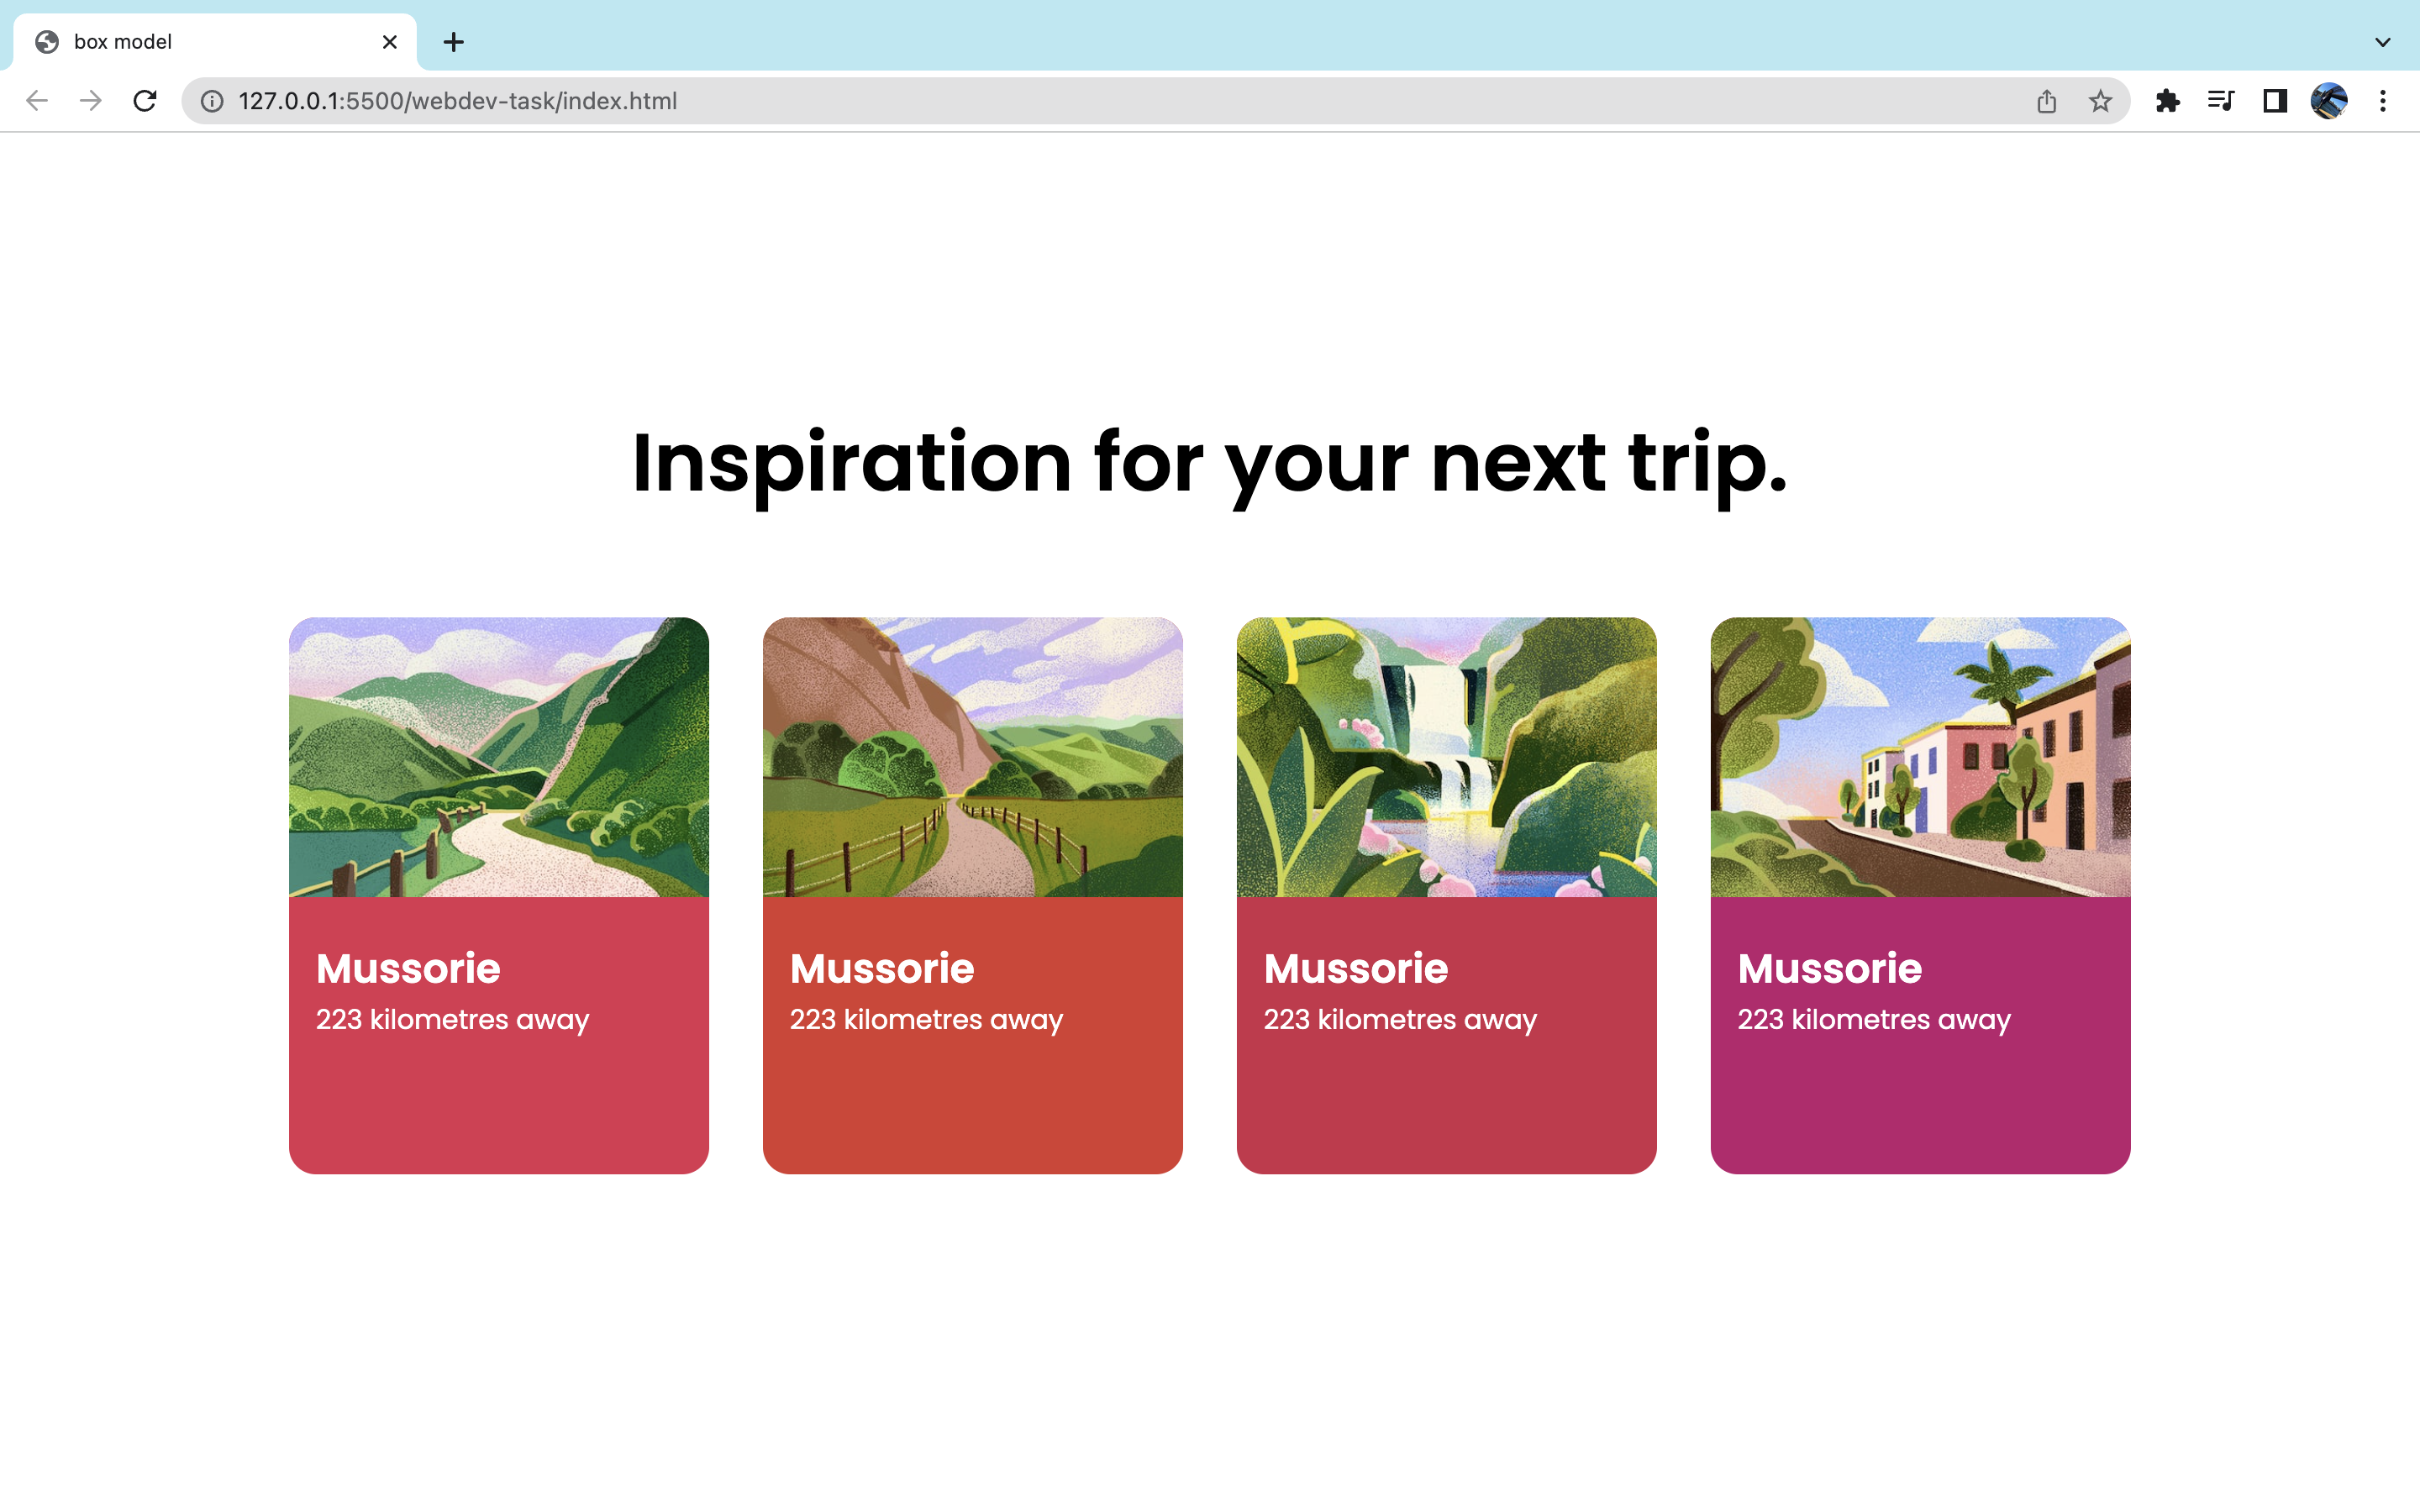 box model
127.0.0.1:5500/webdev-task/index.html
Inspiration for your next trip.
Mussorie
223 kilometres away
Mussorie
223 kilometres away
Mussorie
223 kilometres away
Mussorie
223 kilometres away